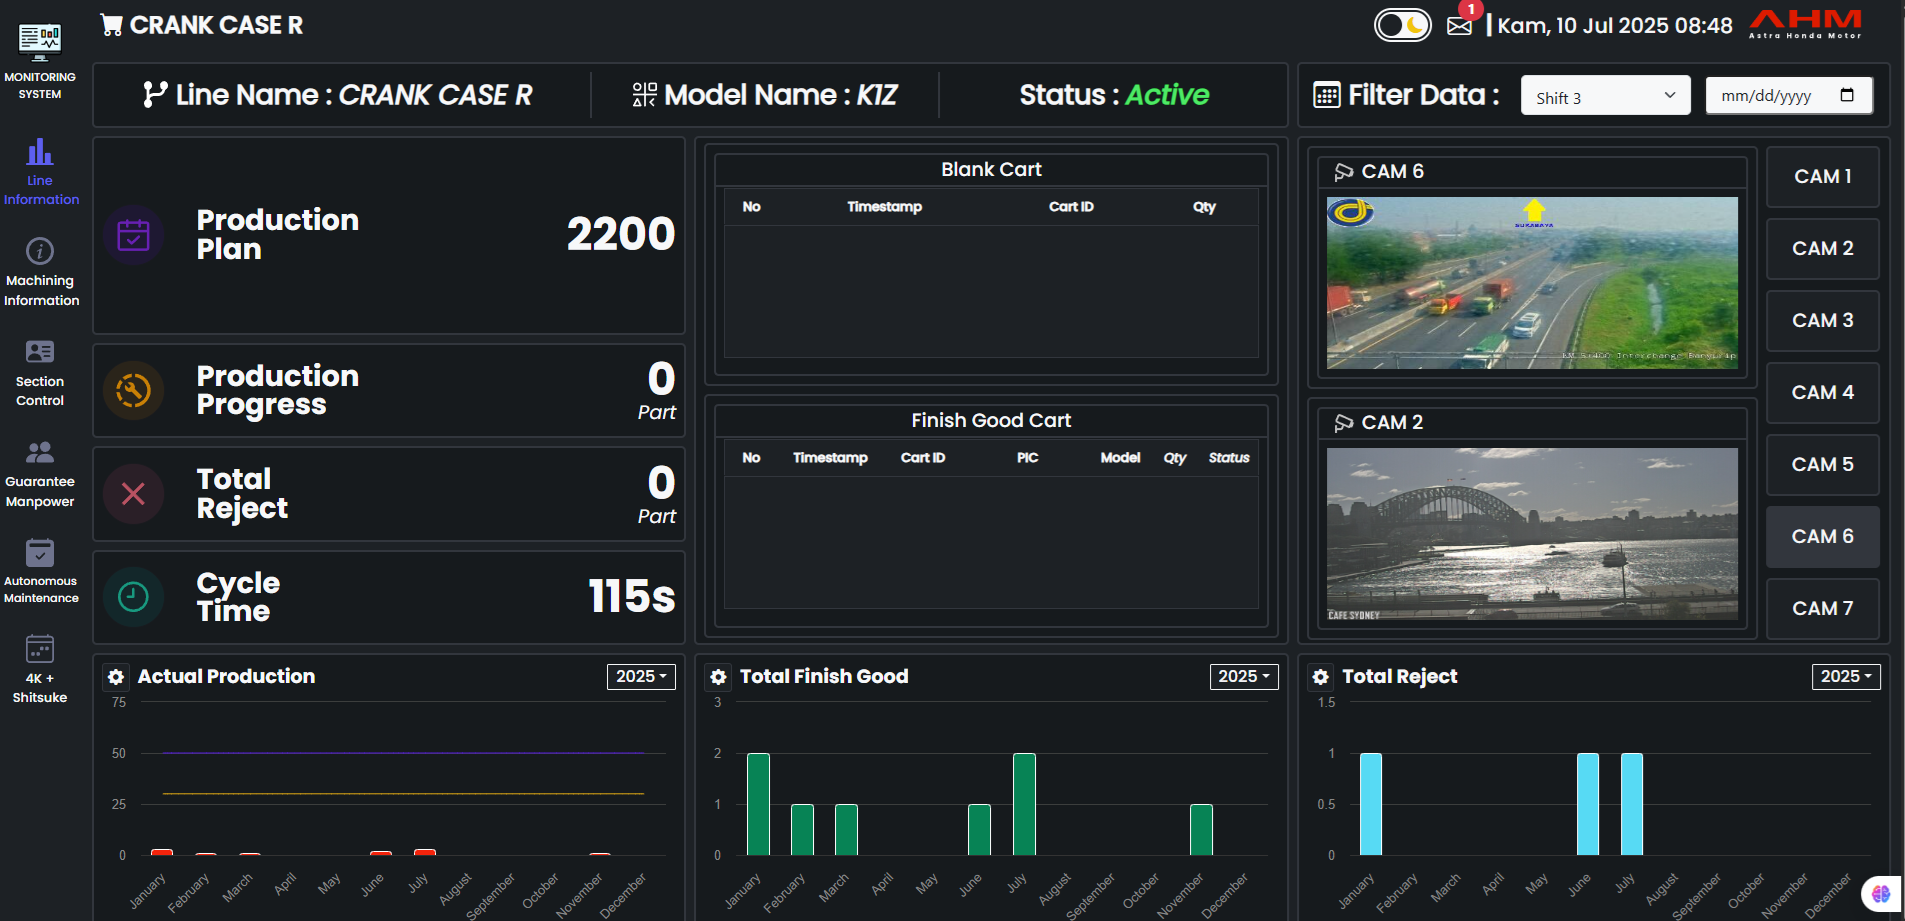 MONITORING
SYSTEM
Line
Information
Machining
Information
Section
Control
Guarantee
Manpower
Autonomous
Maintenance
4K +
Shitsuke
CRANK CASE R
1
Kam, 10 Jul 2025 08:48
AHM
Astra Honda Motor
Line Name : CRANK CASE R
Model Name : K1Z
Status : Active
Filter Data :
Shift 3
mm/dd/yyyy
Production
Plan
2200
Production
Progress
0
Part
Total
Reject
0
Part
Cycle
Time
115s
Blank Cart
No Timestamp Cart ID Qty
Finish Good Cart
No Timestamp Cart ID PIC Model Qty Status
CAM 6
SURABAYA
KM 5+400 Interchange Banyurip
CAM 2
CAFE SYDNEY
CAM 1
CAM 2
CAM 3
CAM 4
CAM 5
CAM 6
CAM 7
Actual Production
2025
75
50
25
0
January February March April May June July August September October November December
Total Finish Good
2025
3
2
1
0
January February March April May June July August September October November December
Total Reject
2025
1.5
1
0.5
0
January February March April May June July August September October November December